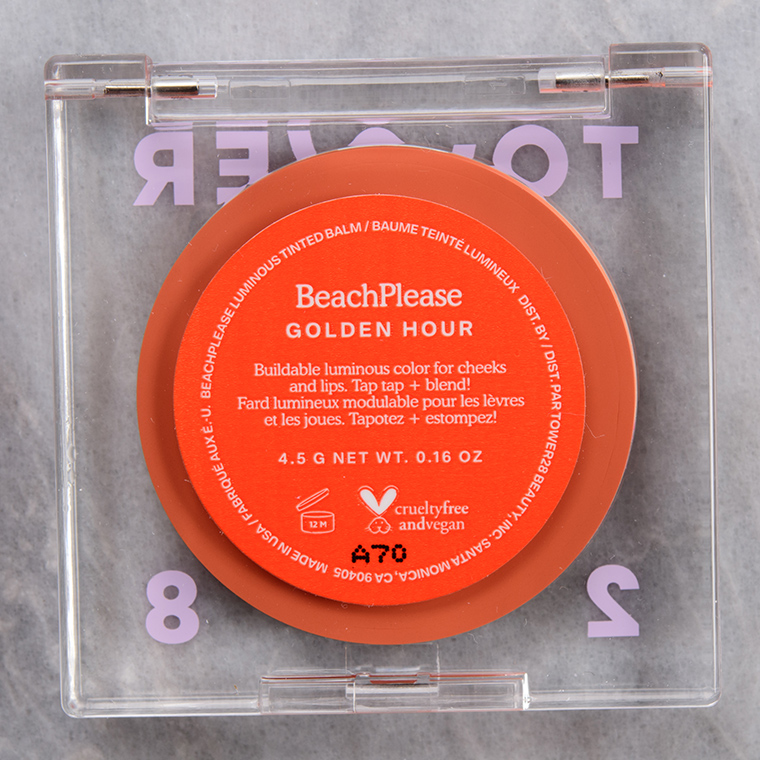 TOWER
BEACHPLEASE LUMINOUS TINTED BALM / BAUME TEINTÉ LUMINEUX DIST. BY / DIST. PAR TOWER28 BEAUTY, INC. SANTA MONICA, CA 90405 MADE IN USA / FABRIQUÉ AUX É.-U.
BeachPlease
GOLDEN HOUR
Buildable luminous color for cheeks
and lips. Tap tap + blend!
Fard lumineux modulable pour les lèvres
et les joues. Tapotez + estompez!
4.5 G NET WT. 0.16 OZ
12 M
crueltyfree
andvegan
A70
2 8